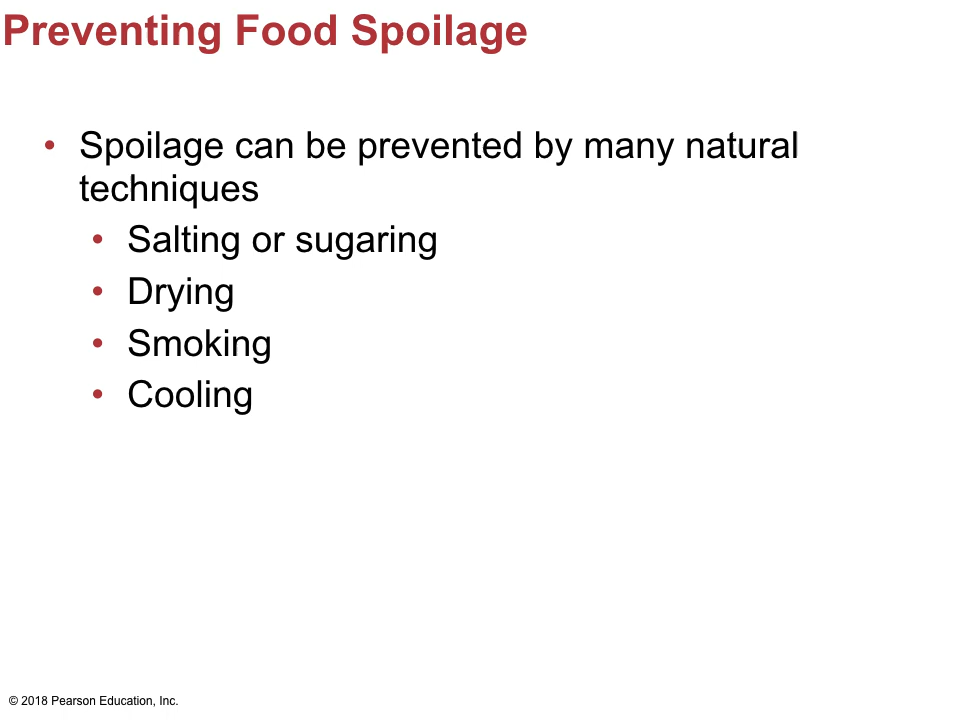 Preventing Food Spoilage
• Spoilage can be prevented by many natural
techniques
• Salting or sugaring
• Drying
• Smoking
• Cooling
© 2018 Pearson Education, Inc.